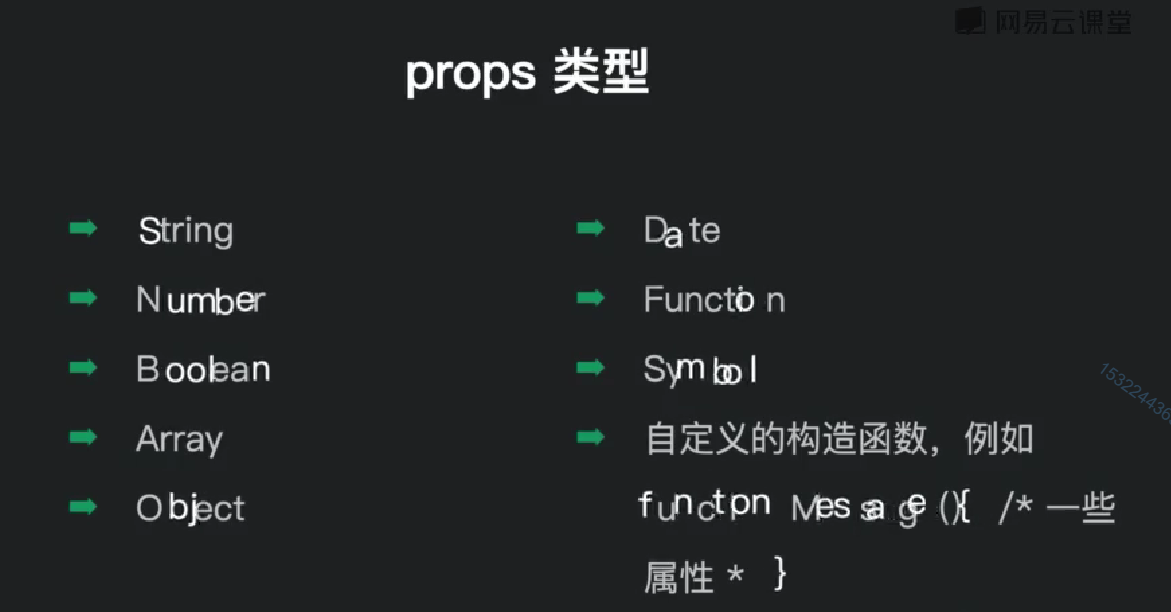 网易云课堂
props 类型
String
Number
Boolean
Array
Object
Date
Function
Symbol
自定义的构造函数，例如
function Message (){ /* 一些
属性 * }